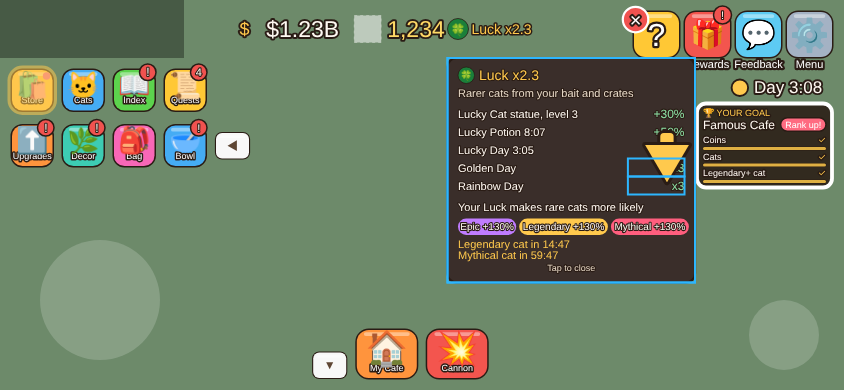 $ $1.23B 1,234 Luck x2.3
?
!
Rewards Feedback Menu
Store Cats Index ! Quests 4
Day 3:08
Upgrades ! Decor ! Bag Bowl !
Luck x2.3
Rarer cats from your bait and crates
Lucky Cat statue, level 3 +30%
Lucky Potion 8:07
Lucky Day 3:05
Golden Day
Rainbow Day x3
Your Luck makes rare cats more likely
Epic +130% Legendary +130% Mythical +130%
Legendary cat in 14:47
Mythical cat in 59:47
Tap to close
YOUR GOAL
Famous Cafe Rank up!
Coins
Cats
Legendary+ cat
My Cafe Cannon